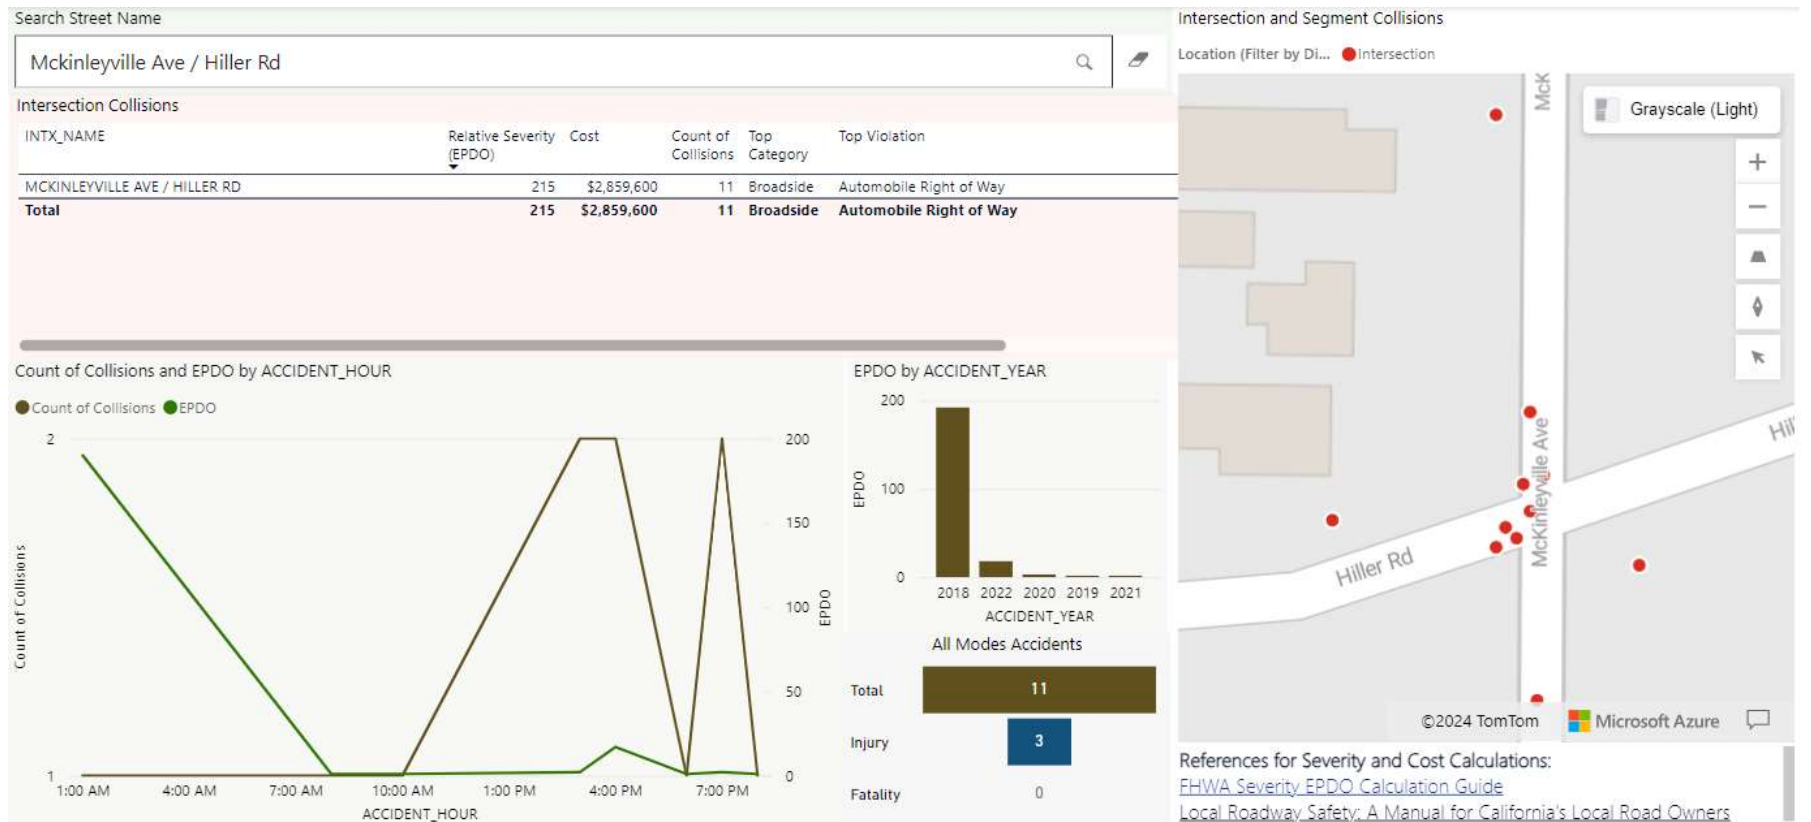 Search Street Name
Mckinleyville Ave / Hiller Rd
Intersection Collisions
INTX_NAME
Relative Severity (EPDO)
Cost
Count of Collisions
Top Category
Top Violation
MCKINLEYVILLE AVE / HILLER RD 215 $2,859,600 11 Broadside Automobile Right of Way
Total 215 $2,859,600 11 Broadside Automobile Right of Way
Count of Collisions and EPDO by ACCIDENT_HOUR
Count of Collisions EPDO
2
1
Count of Collisions
200
150
100
50
0
EPDO
1:00 AM 4:00 AM 7:00 AM 10:00 AM 1:00 PM 4:00 PM 7:00 PM
ACCIDENT_HOUR
EPDO by ACCIDENT_YEAR
200
100
0
EPDO
2018 2022 2020 2019 2021
ACCIDENT_YEAR
All Modes Accidents
Total 11
Injury 3
Fatality 0
Intersection and Segment Collisions
Location (Filter by Di... Intersection
McK
Grayscale (Light)
+
−
Hil
McKinleyville Ave
Hiller Rd
©2024 TomTom
Microsoft Azure
References for Severity and Cost Calculations:
FHWA Severity EPDO Calculation Guide
Local Roadway Safety: A Manual for California's Local Road Owners